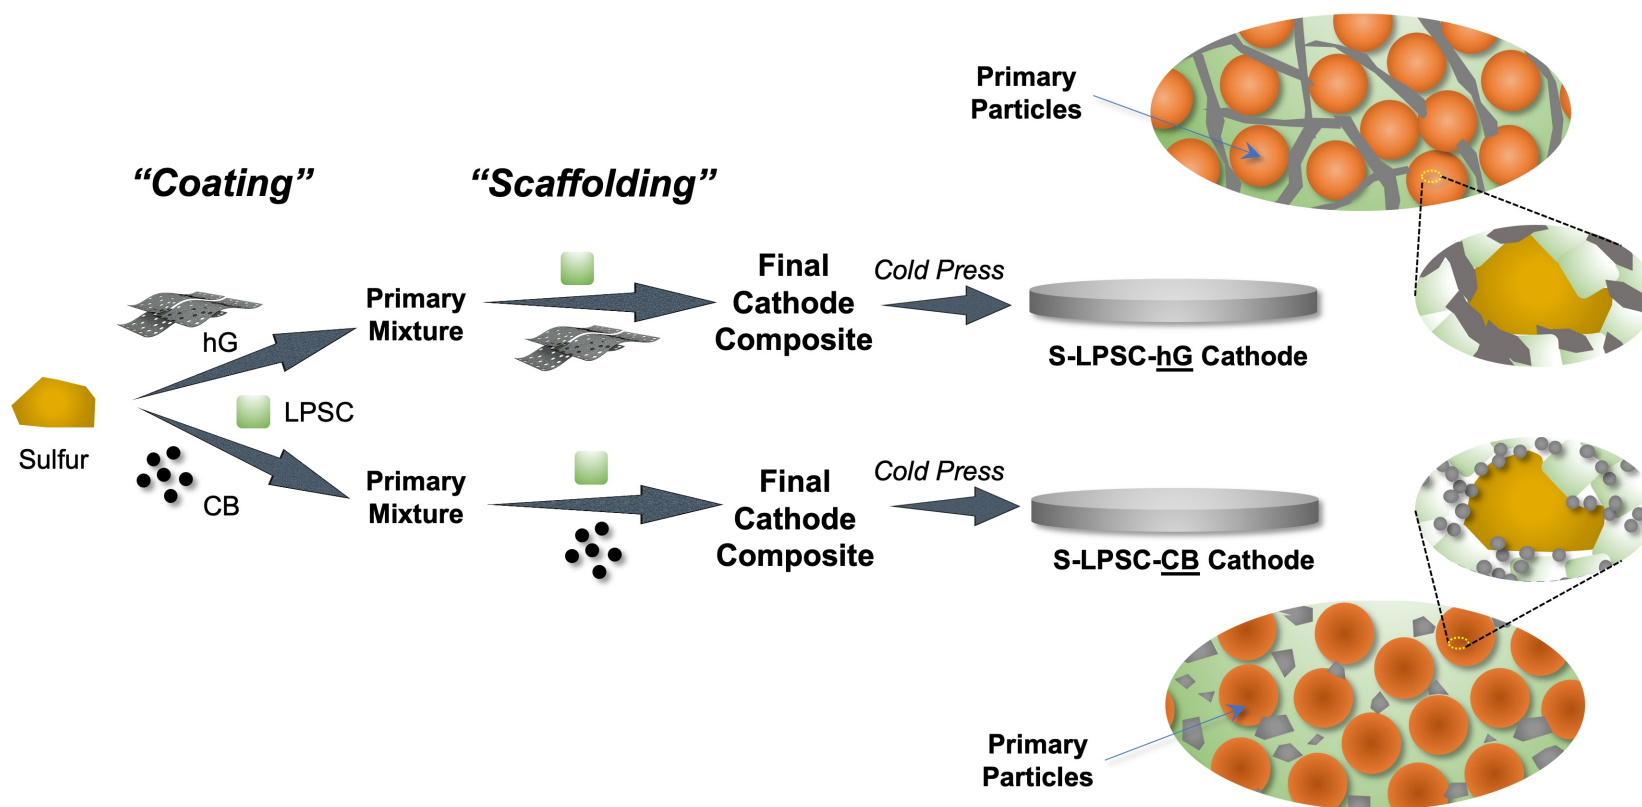 Primary
Particles
“Coating”
“Scaffolding”
hG
Primary
Mixture
Final
Cathode
Composite
Cold Press
S-LPSC-hG Cathode
Sulfur
LPSC
CB
Primary
Mixture
Final
Cathode
Composite
Cold Press
S-LPSC-CB Cathode
Primary
Particles